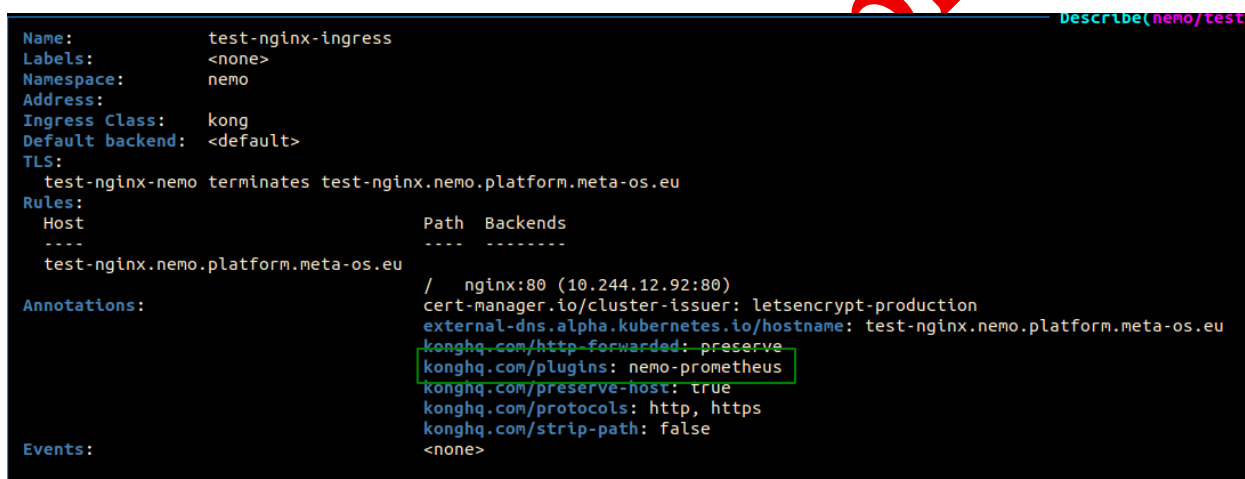 Describe(nemo/test
Name: test-nginx-ingress
Labels: <none>
Namespace: nemo
Address:
Ingress Class: kong
Default backend: <default>
TLS:
test-nginx-nemo terminates test-nginx.nemo.platform.meta-os.eu
Rules:
Host Path Backends
---- ---- --------
test-nginx.nemo.platform.meta-os.eu
/ nginx:80 (10.244.12.92:80)
Annotations: cert-manager.io/cluster-issuer: letsencrypt-production
external-dns.alpha.kubernetes.io/hostname: test-nginx.nemo.platform.meta-os.eu
konghq.com/http-forwarded: preserve
konghq.com/plugins: nemo-prometheus
konghq.com/preserve-host: true
konghq.com/protocols: http, https
konghq.com/strip-path: false
Events: <none>